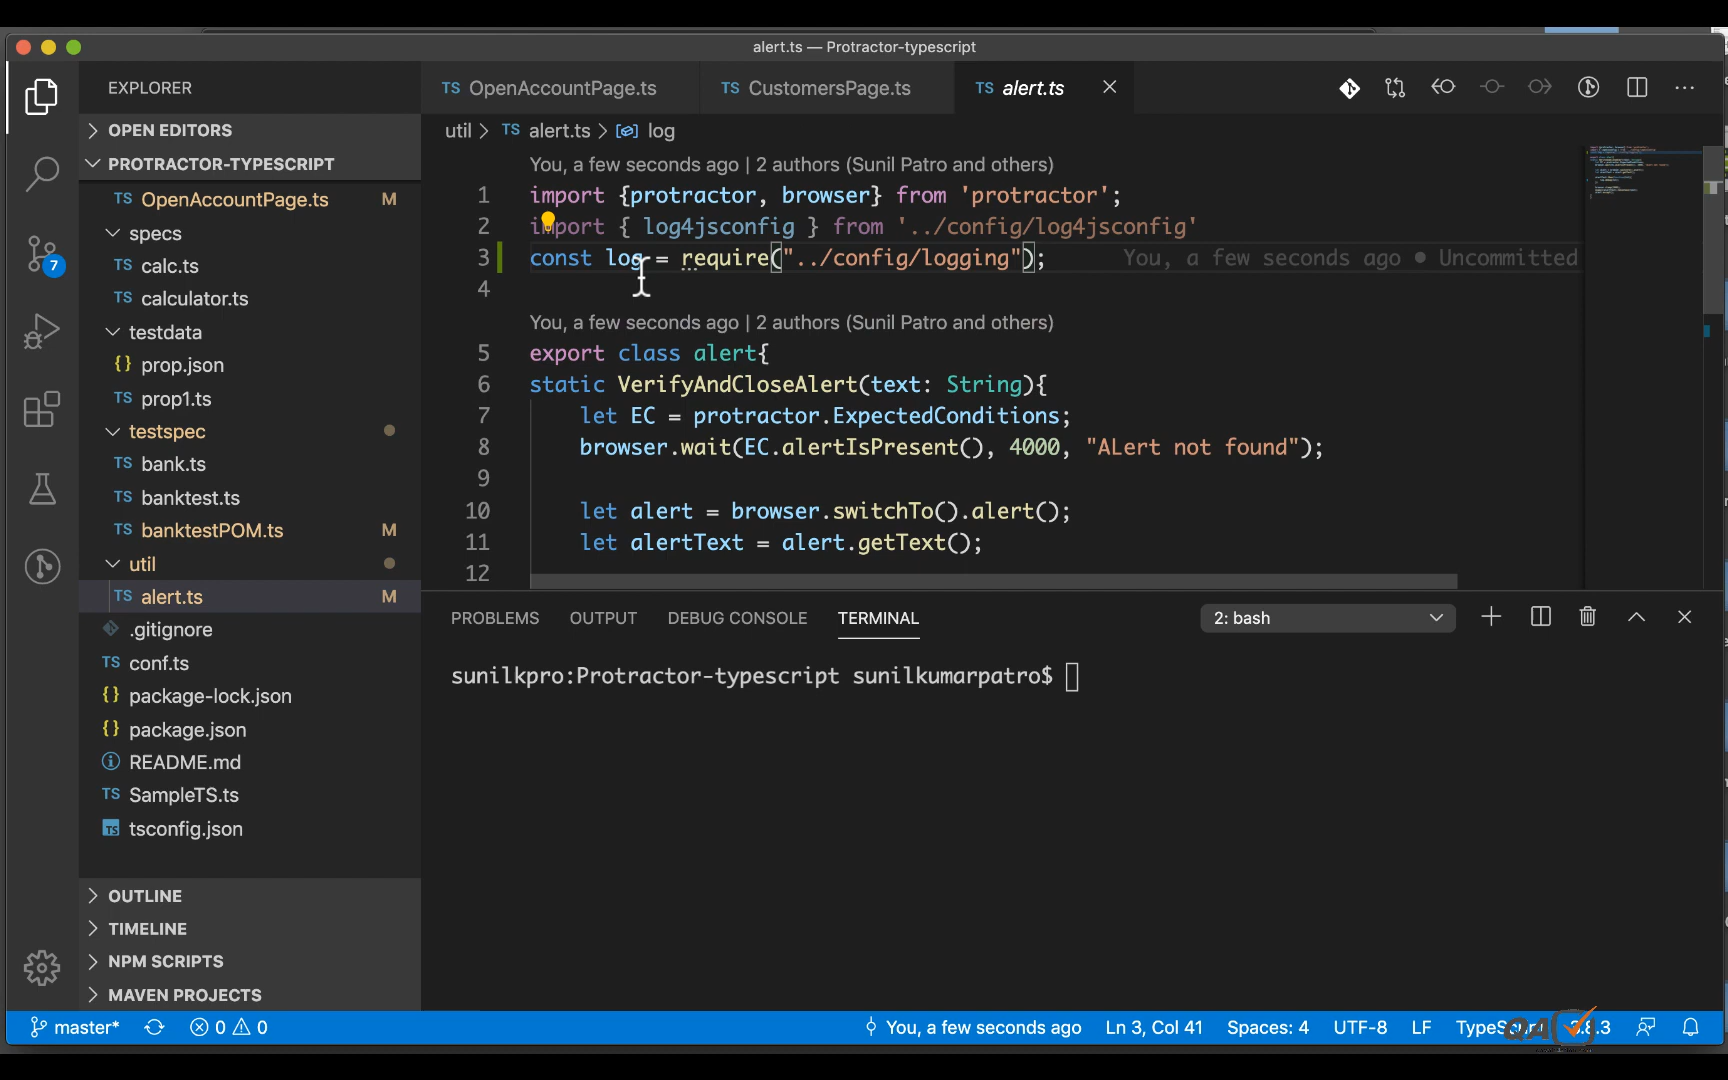 alert.ts — Protractor-typescript
EXPLORER
TS OpenAccountPage.ts
TS CustomersPage.ts
TS alert.ts
OPEN EDITORS
PROTRACTOR-TYPESCRIPT
TS OpenAccountPage.ts M
specs
TS calc.ts
TS calculator.ts
testdata
{} prop.json
TS prop1.ts
testspec
TS bank.ts
TS banktest.ts
TS banktestPOM.ts M
util
TS alert.ts M
.gitignore
TS conf.ts
{} package-lock.json
{} package.json
README.md
TS SampleTS.ts
TS tsconfig.json
OUTLINE
TIMELINE
NPM SCRIPTS
MAVEN PROJECTS
7
util > TS alert.ts > log
You, a few seconds ago | 2 authors (Sunil Patro and others)
1 import {protractor, browser} from 'protractor';
2 import { log4jsconfig } from '../config/log4jsconfig'
3 const log = require("../config/logging"); You, a few seconds ago • Uncommitted
4
You, a few seconds ago | 2 authors (Sunil Patro and others)
5 export class alert{
6 static VerifyAndCloseAlert(text: String){
7 let EC = protractor.ExpectedConditions;
8 browser.wait(EC.alertIsPresent(), 4000, "ALert not found");
9
10 let alert = browser.switchTo().alert();
11 let alertText = alert.getText();
12
PROBLEMS OUTPUT DEBUG CONSOLE TERMINAL 2: bash
sunilkpro:Protractor-typescript sunilkumarpatro$
master* 0 0 You, a few seconds ago Ln 3, Col 41 Spaces: 4 UTF-8 LF
QA